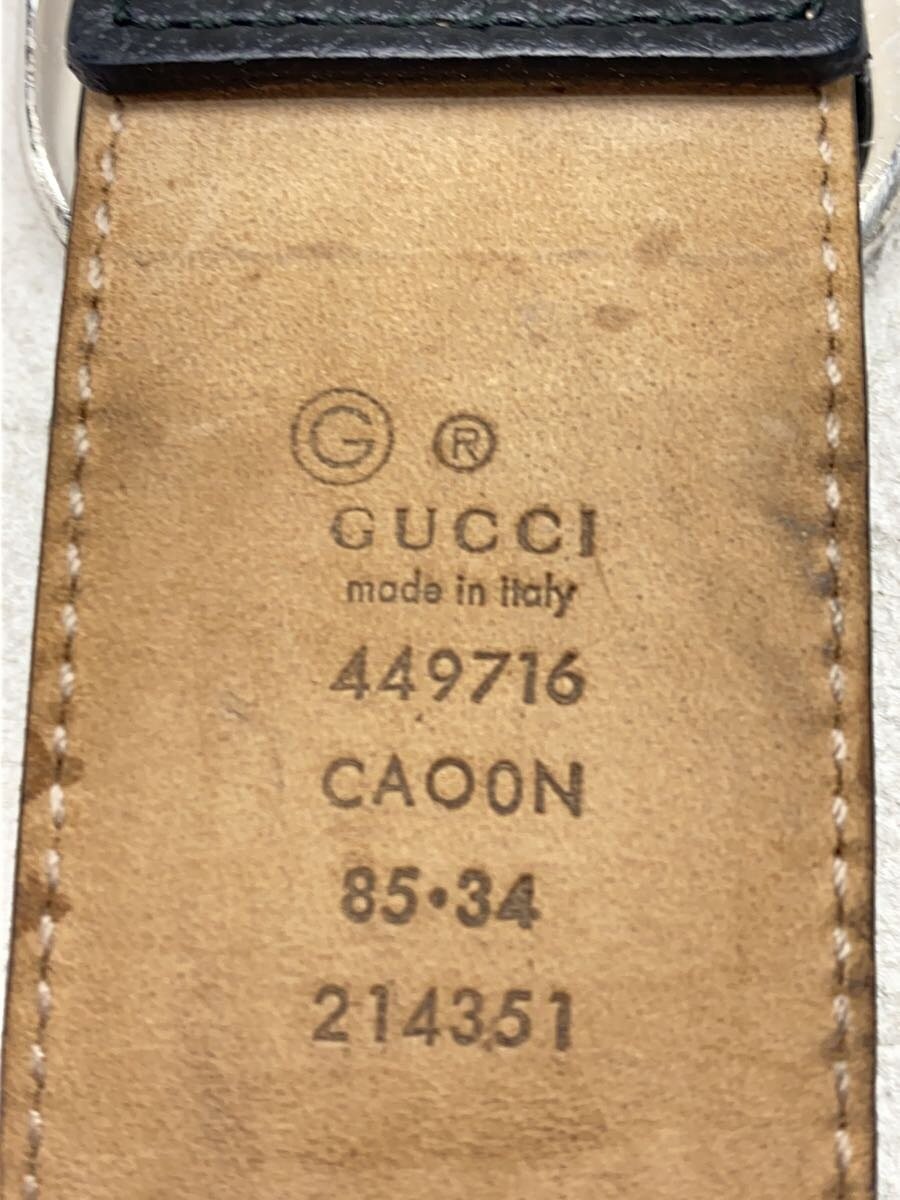 G ®
GUCCI
made in italy
449716
CAO0N
85•34
214351